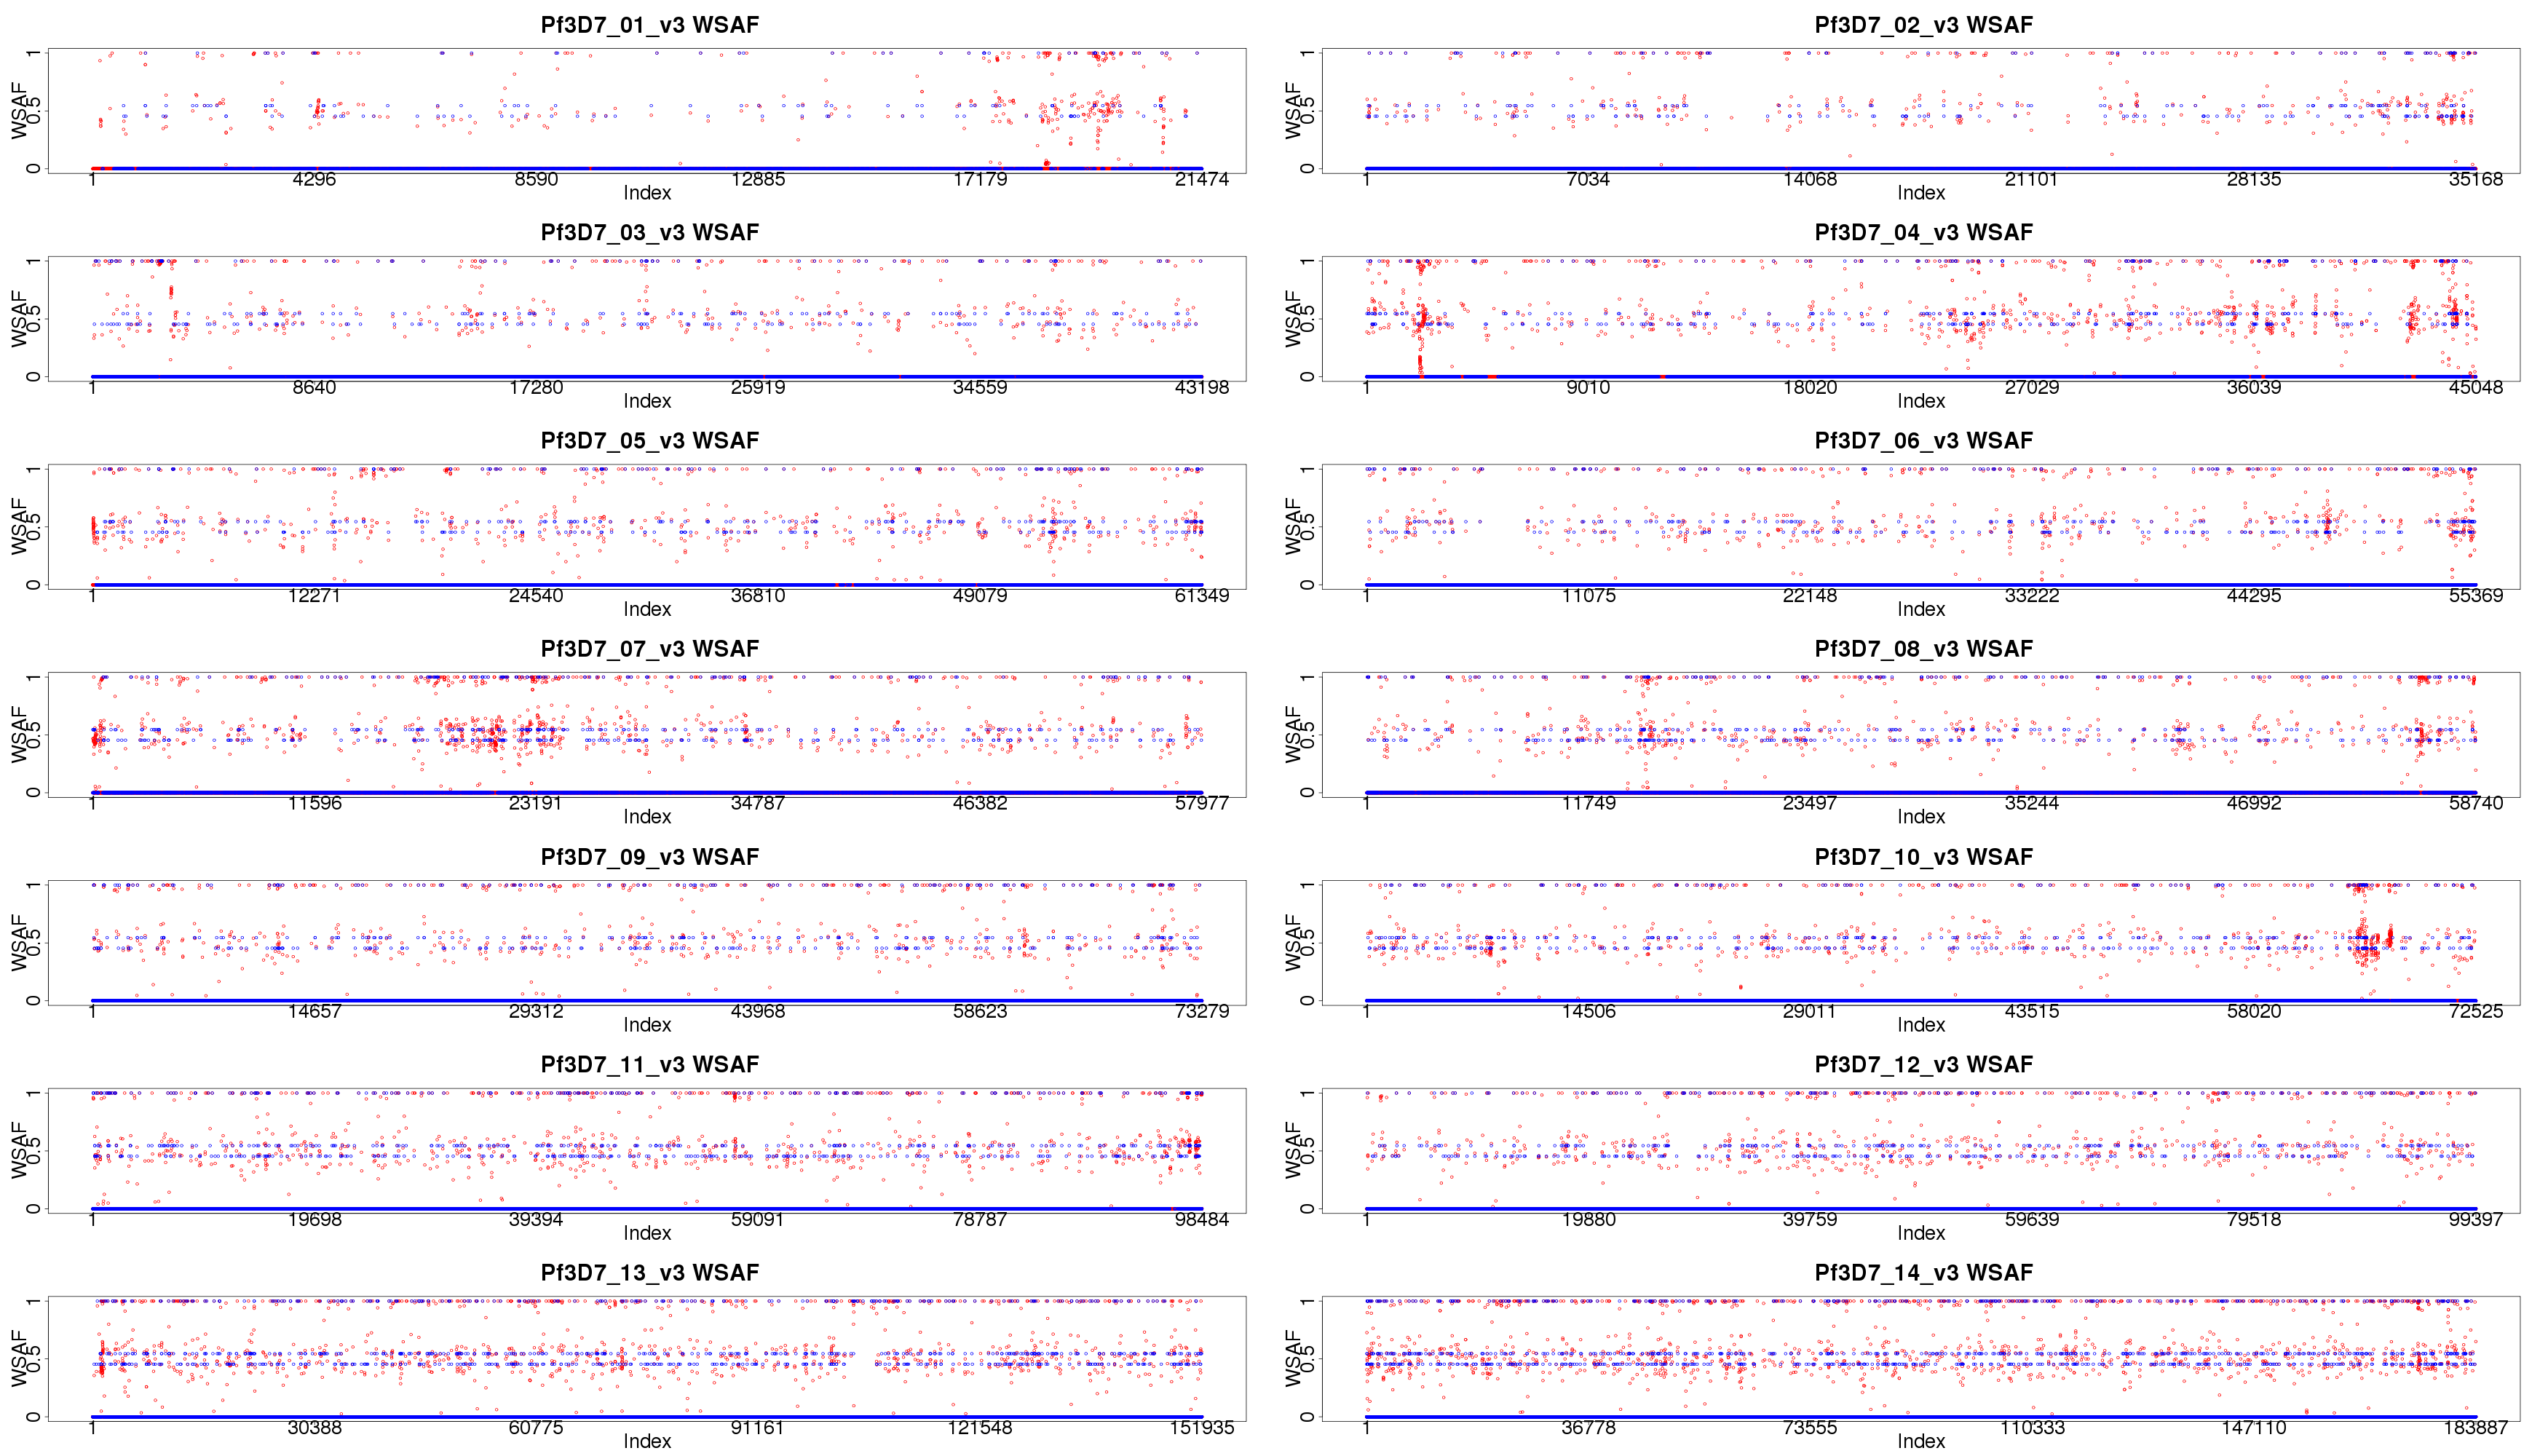 Pf3D7_01_v3 WSAF
WSAF
0 0.5 1
1 4296 8590 12885 17179 21474
Index
Pf3D7_02_v3 WSAF
WSAF
0 0.5 1
1 7034 14068 21101 28135 35168
Index
Pf3D7_03_v3 WSAF
WSAF
0 0.5 1
1 8640 17280 25919 34559 43198
Index
Pf3D7_04_v3 WSAF
WSAF
0 0.5 1
1 9010 18020 27029 36039 45048
Index
Pf3D7_05_v3 WSAF
WSAF
0 0.5 1
1 12271 24540 36810 49079 61349
Index
Pf3D7_06_v3 WSAF
WSAF
0 0.5 1
1 11075 22148 33222 44295 55369
Index
Pf3D7_07_v3 WSAF
WSAF
0 0.5 1
1 11596 23191 34787 46382 57977
Index
Pf3D7_08_v3 WSAF
WSAF
0 0.5 1
1 11749 23497 35244 46992 58740
Index
Pf3D7_09_v3 WSAF
WSAF
0 0.5 1
1 14657 29312 43968 58623 73279
Index
Pf3D7_10_v3 WSAF
WSAF
0 0.5 1
1 14506 29011 43515 58020 72525
Index
Pf3D7_11_v3 WSAF
WSAF
0 0.5 1
1 19698 39394 59091 78787 98484
Index
Pf3D7_12_v3 WSAF
WSAF
0 0.5 1
1 19880 39759 59639 79518 99397
Index
Pf3D7_13_v3 WSAF
WSAF
0 0.5 1
1 30388 60775 91161 121548 151935
Index
Pf3D7_14_v3 WSAF
WSAF
0 0.5 1
1 36778 73555 110333 147110 183887
Index